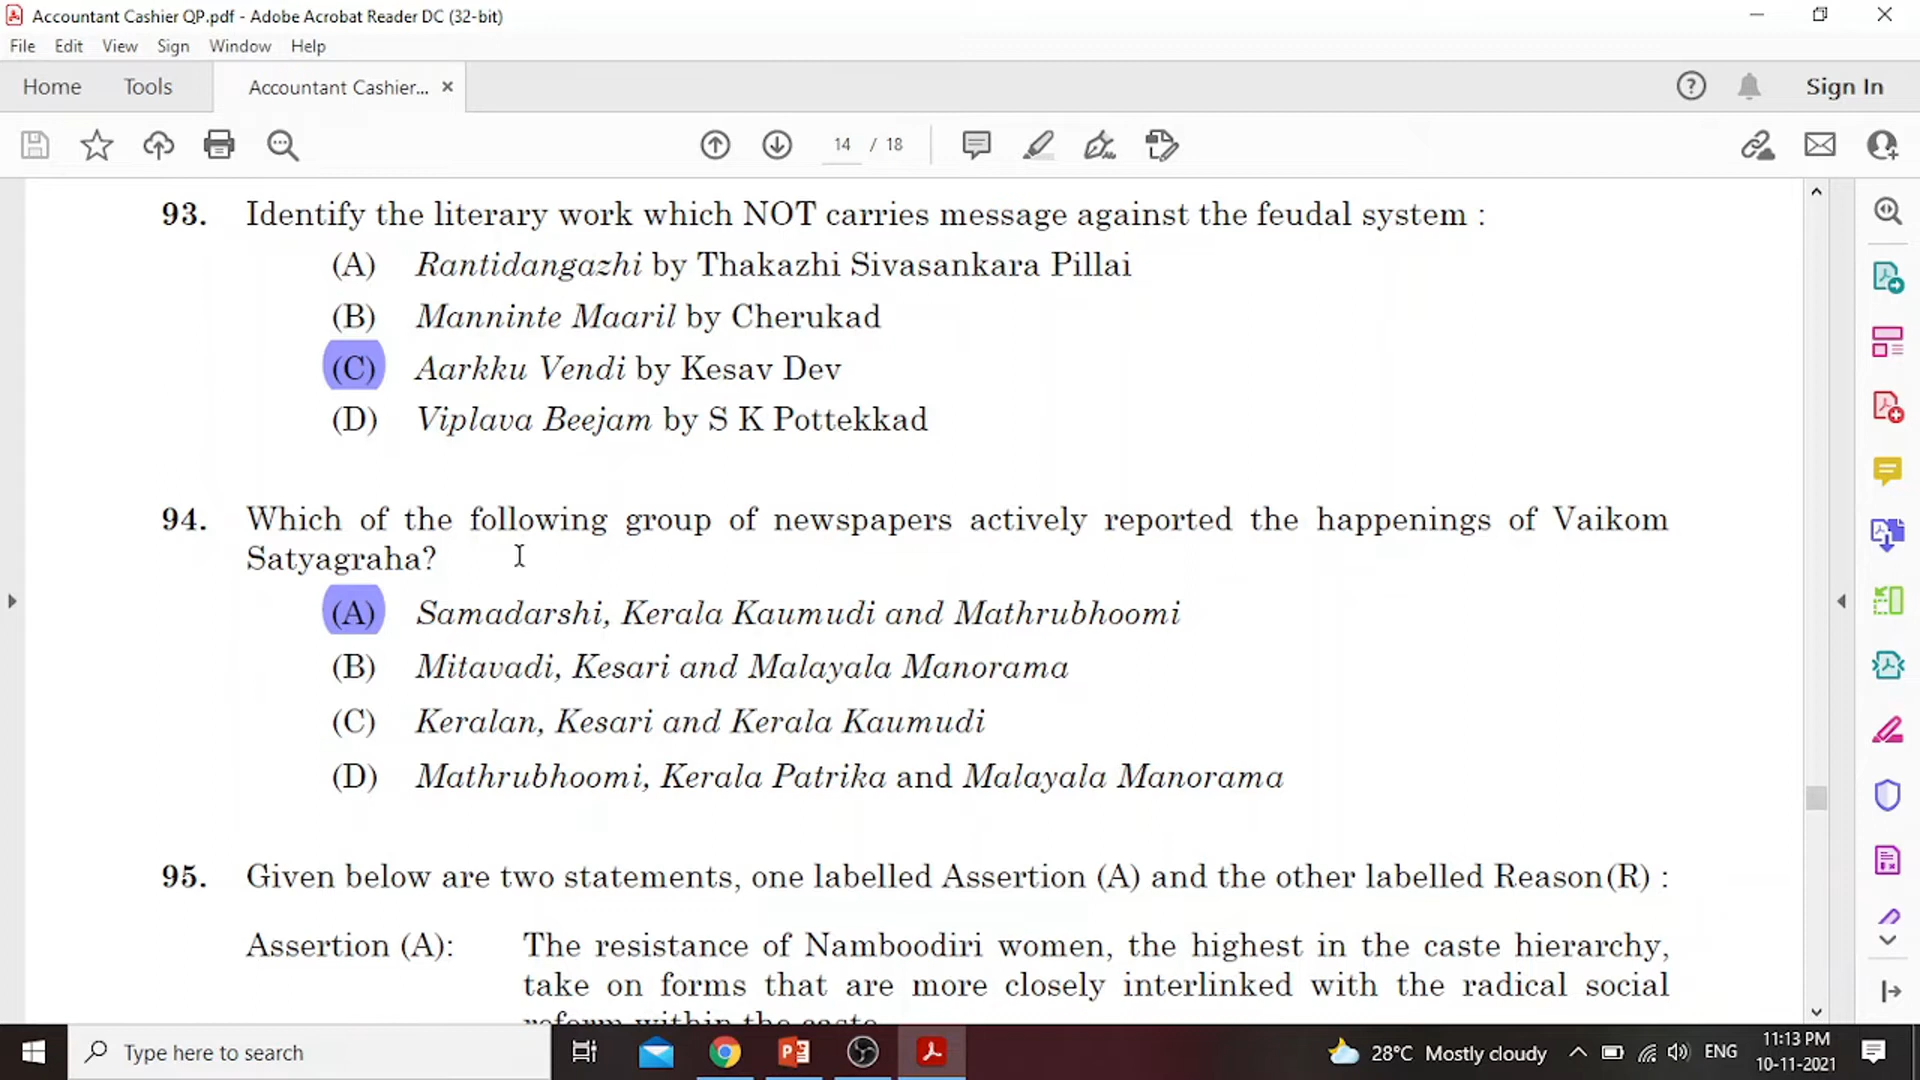 Accountant Cashier QP.pdf - Adobe Acrobat Reader DC (32-bit)
File Edit View Sign Window Help
Home Tools Accountant Cashier... × Sign In
14 / 18
93. Identify the literary work which NOT carries message against the feudal system :
(A) Rantidangazhi by Thakazhi Sivasankara Pillai
(B) Manninte Maaril by Cherukad
(C) Aarkku Vendi by Kesav Dev
(D) Viplava Beejam by S K Pottekkad
94. Which of the following group of newspapers actively reported the happenings of Vaikom
Satyagraha?
(A) Samadarshi, Kerala Kaumudi and Mathrubhoomi
(B) Mitavadi, Kesari and Malayala Manorama
(C) Keralan, Kesari and Kerala Kaumudi
(D) Mathrubhoomi, Kerala Patrika and Malayala Manorama
95. Given below are two statements, one labelled Assertion (A) and the other labelled Reason(R) :
Assertion (A): The resistance of Namboodiri women, the highest in the caste hierarchy,
take on forms that are more closely interlinked with the radical social
reform within the caste
Type here to search
28°C Mostly cloudy
ENG
11:13 PM
10-11-2021